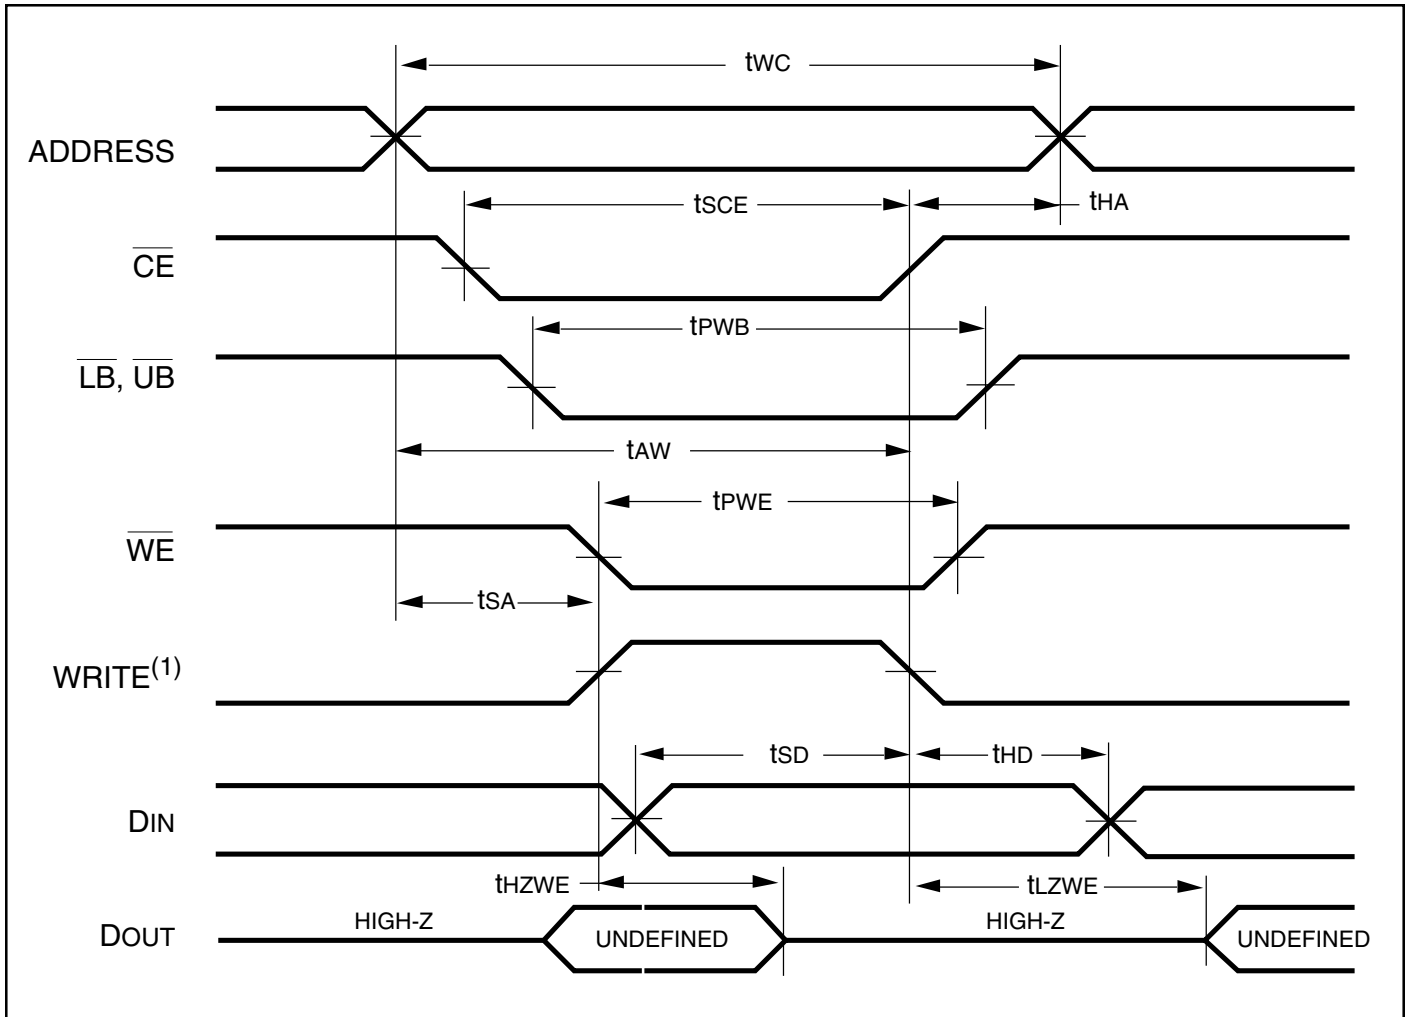 tWC
ADDRESS
tSCE
tHA
CE
tPWB
LB, UB
tAW
tPWE
WE
tSA
WRITE(1)
tSD
tHD
DIN
tHZWE
tLZWE
DOUT
HIGH-Z
UNDEFINED
HIGH-Z
UNDEFINED